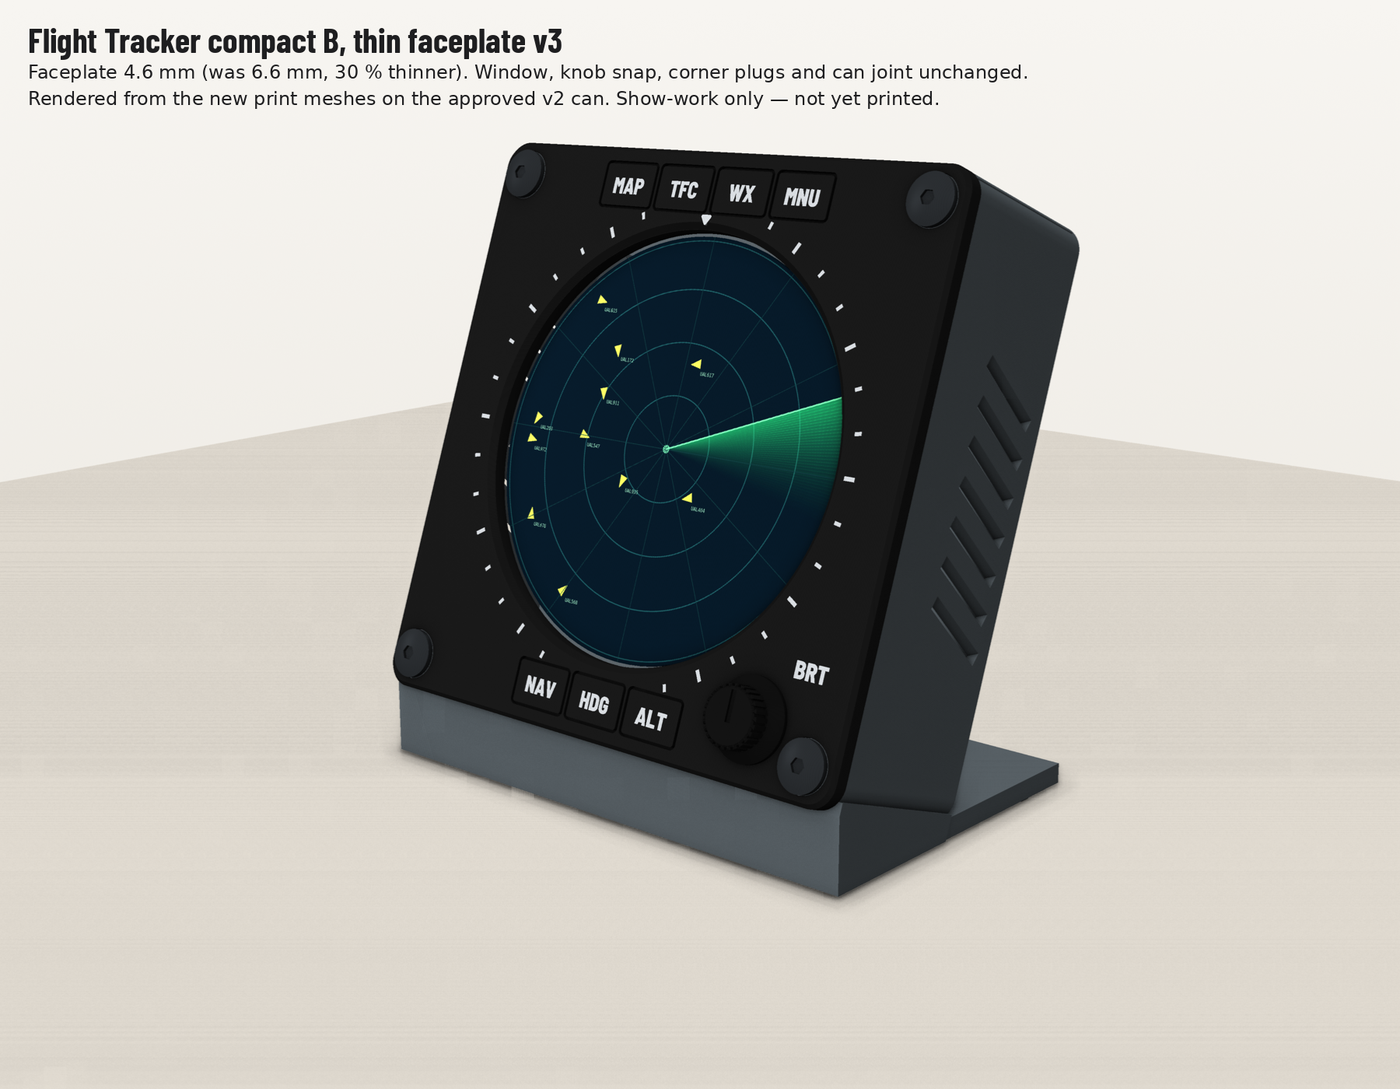 Flight Tracker compact B, thin faceplate v3
Faceplate 4.6 mm (was 6.6 mm, 30 % thinner). Window, knob snap, corner plugs and can joint unchanged.
Rendered from the new print meshes on the approved v2 can. Show-work only — not yet printed.
MAP TFC WX MNU
BRT
NAV HDG ALT